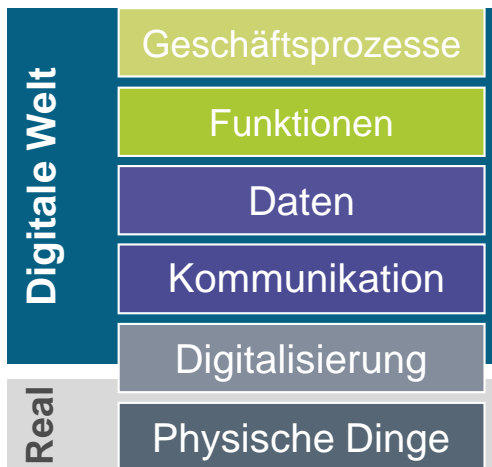 Digitale Welt
Geschäftsprozesse
Funktionen
Daten
Kommunikation
Digitalisierung
Real
Physische Dinge